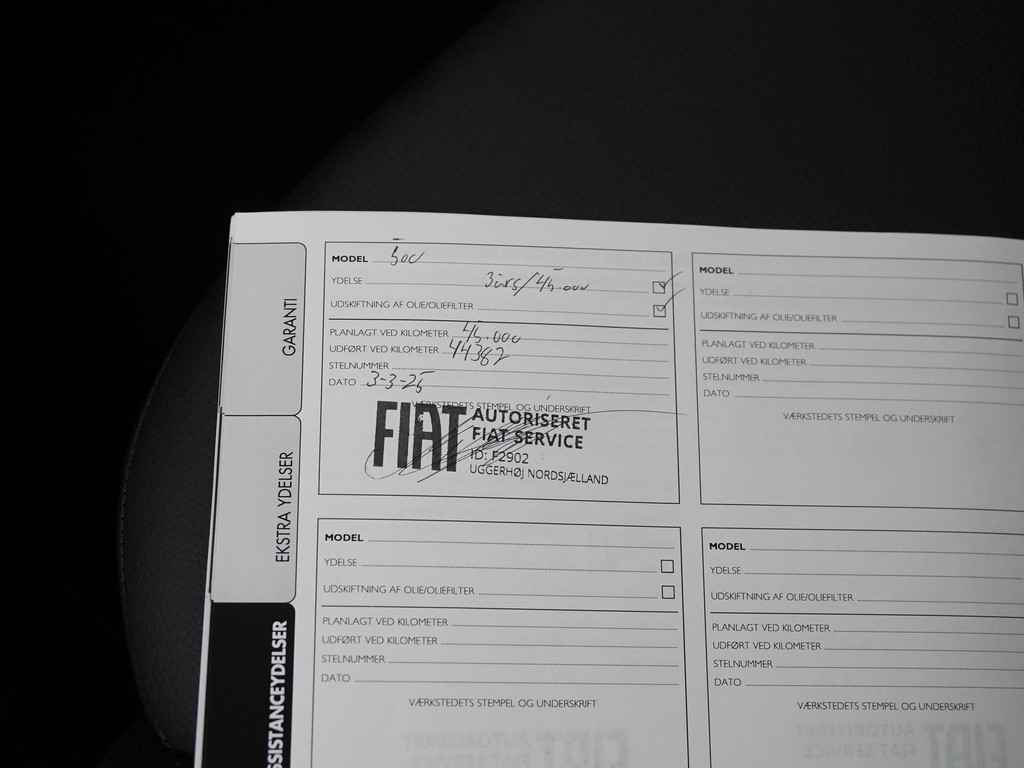 GARANTI
EKSTRA YDELSER
SISTANCEYDELSER
MODEL 500
YDELSE 3års/45.000
UDSKIFTNING AF OLIE/OLIEFILTER
PLANLAGT VED KILOMETER 45.000
UDFØRT VED KILOMETER 44382
STELNUMMER
DATO 3-3-25
VÆRKSTEDETS STEMPEL OG UNDERSKRIFT
FIAT AUTORISERET
FIAT SERVICE
ID: F2902
UGGERHØJ NORDSJÆLLAND
MODEL
YDELSE
UDSKIFTNING AF OLIE/OLIEFILTER
PLANLAGT VED KILOMETER
UDFØRT VED KILOMETER
STELNUMMER
DATO
VÆRKSTEDETS STEMPEL OG UNDERSKRIFT
MODEL
YDELSE
UDSKIFTNING AF OLIE/OLIEFILTER
PLANLAGT VED KILOMETER
UDFØRT VED KILOMETER
STELNUMMER
DATO
VÆRKSTEDETS STEMPEL OG UNDERSKRIFT
MODEL
YDELSE
UDSKIFTNING AF OLIE/OLIEFILTER
PLANLAGT VED KILOMETER
UDFØRT VED KILOMETER
STELNUMMER
DATO
VÆRKSTEDETS STEMPEL OG UNDERSKRIFT